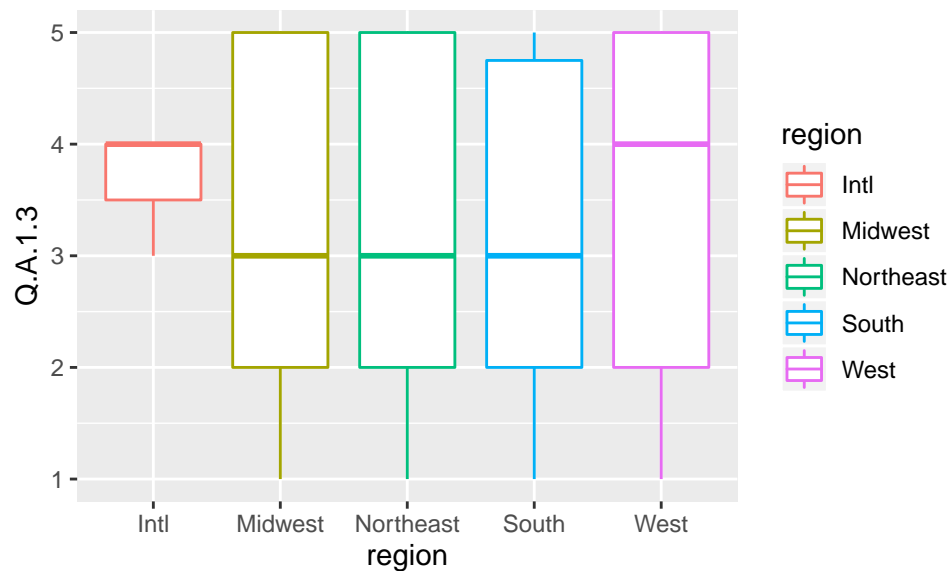 5
4
3
2
1
Q.A.1.3
Intl
Midwest
Northeast
South
West
region
region
Intl
Midwest
Northeast
South
West